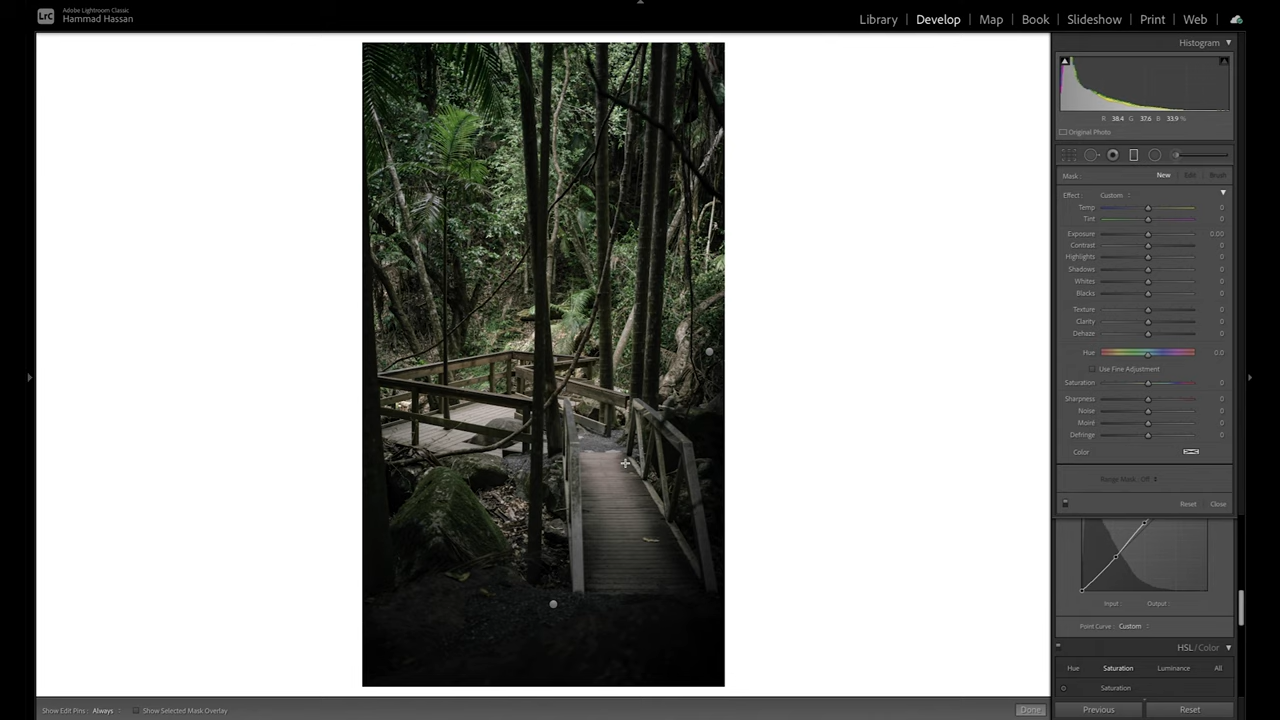 LrC
Adobe Lightroom Classic
Hammad Hassan
Library | Develop | Map | Book | Slideshow | Print | Web
Histogram
R 38.4 G 37.6 B 33.9 %
Original Photo
Mask : New Edit Brush
Effect : Custom
Temp 0
Tint 0
Exposure 0.00
Contrast 0
Highlights 0
Shadows 0
Whites 0
Blacks 0
Texture 0
Clarity 0
Dehaze 0
Hue 0.0
Use Fine Adjustment
Saturation 0
Sharpness 0
Noise 0
Moiré 0
Defringe 0
Color
Range Mask : Off
Reset Close
Input : Output :
Point Curve : Custom
HSL / Color
Hue Saturation Luminance All
Saturation
Show Edit Pins : Always Show Selected Mask Overlay Done
Previous Reset